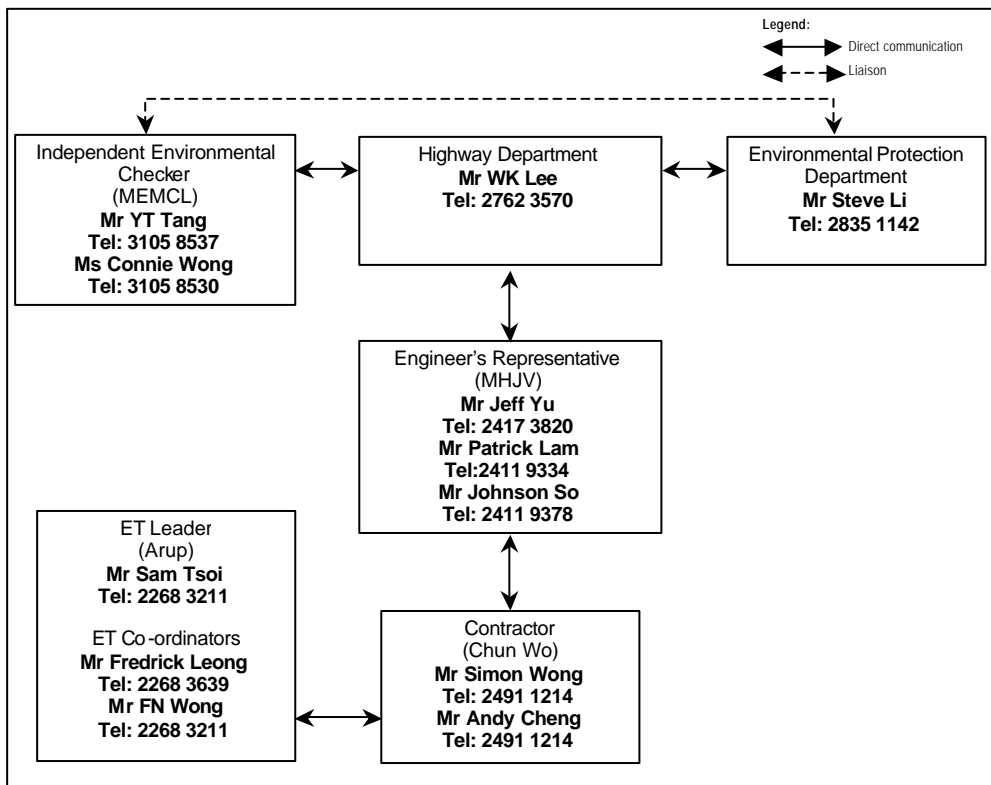 Legend:
Direct communication
Liaison
Independent Environmental
Checker
(MEMCL)
Mr YT Tang
Tel: 3105 8537
Ms Connie Wong
Tel: 3105 8530
Highway Department
Mr WK Lee
Tel: 2762 3570
Environmental Protection
Department
Mr Steve Li
Tel: 2835 1142
Engineer's Representative
(MHJV)
Mr Jeff Yu
Tel: 2417 3820
Mr Patrick Lam
Tel:2411 9334
Mr Johnson So
Tel: 2411 9378
ET Leader
(Arup)
Mr Sam Tsoi
Tel: 2268 3211
ET Co-ordinators
Mr Fredrick Leong
Tel: 2268 3639
Mr FN Wong
Tel: 2268 3211
Contractor
(Chun Wo)
Mr Simon Wong
Tel: 2491 1214
Mr Andy Cheng
Tel: 2491 1214